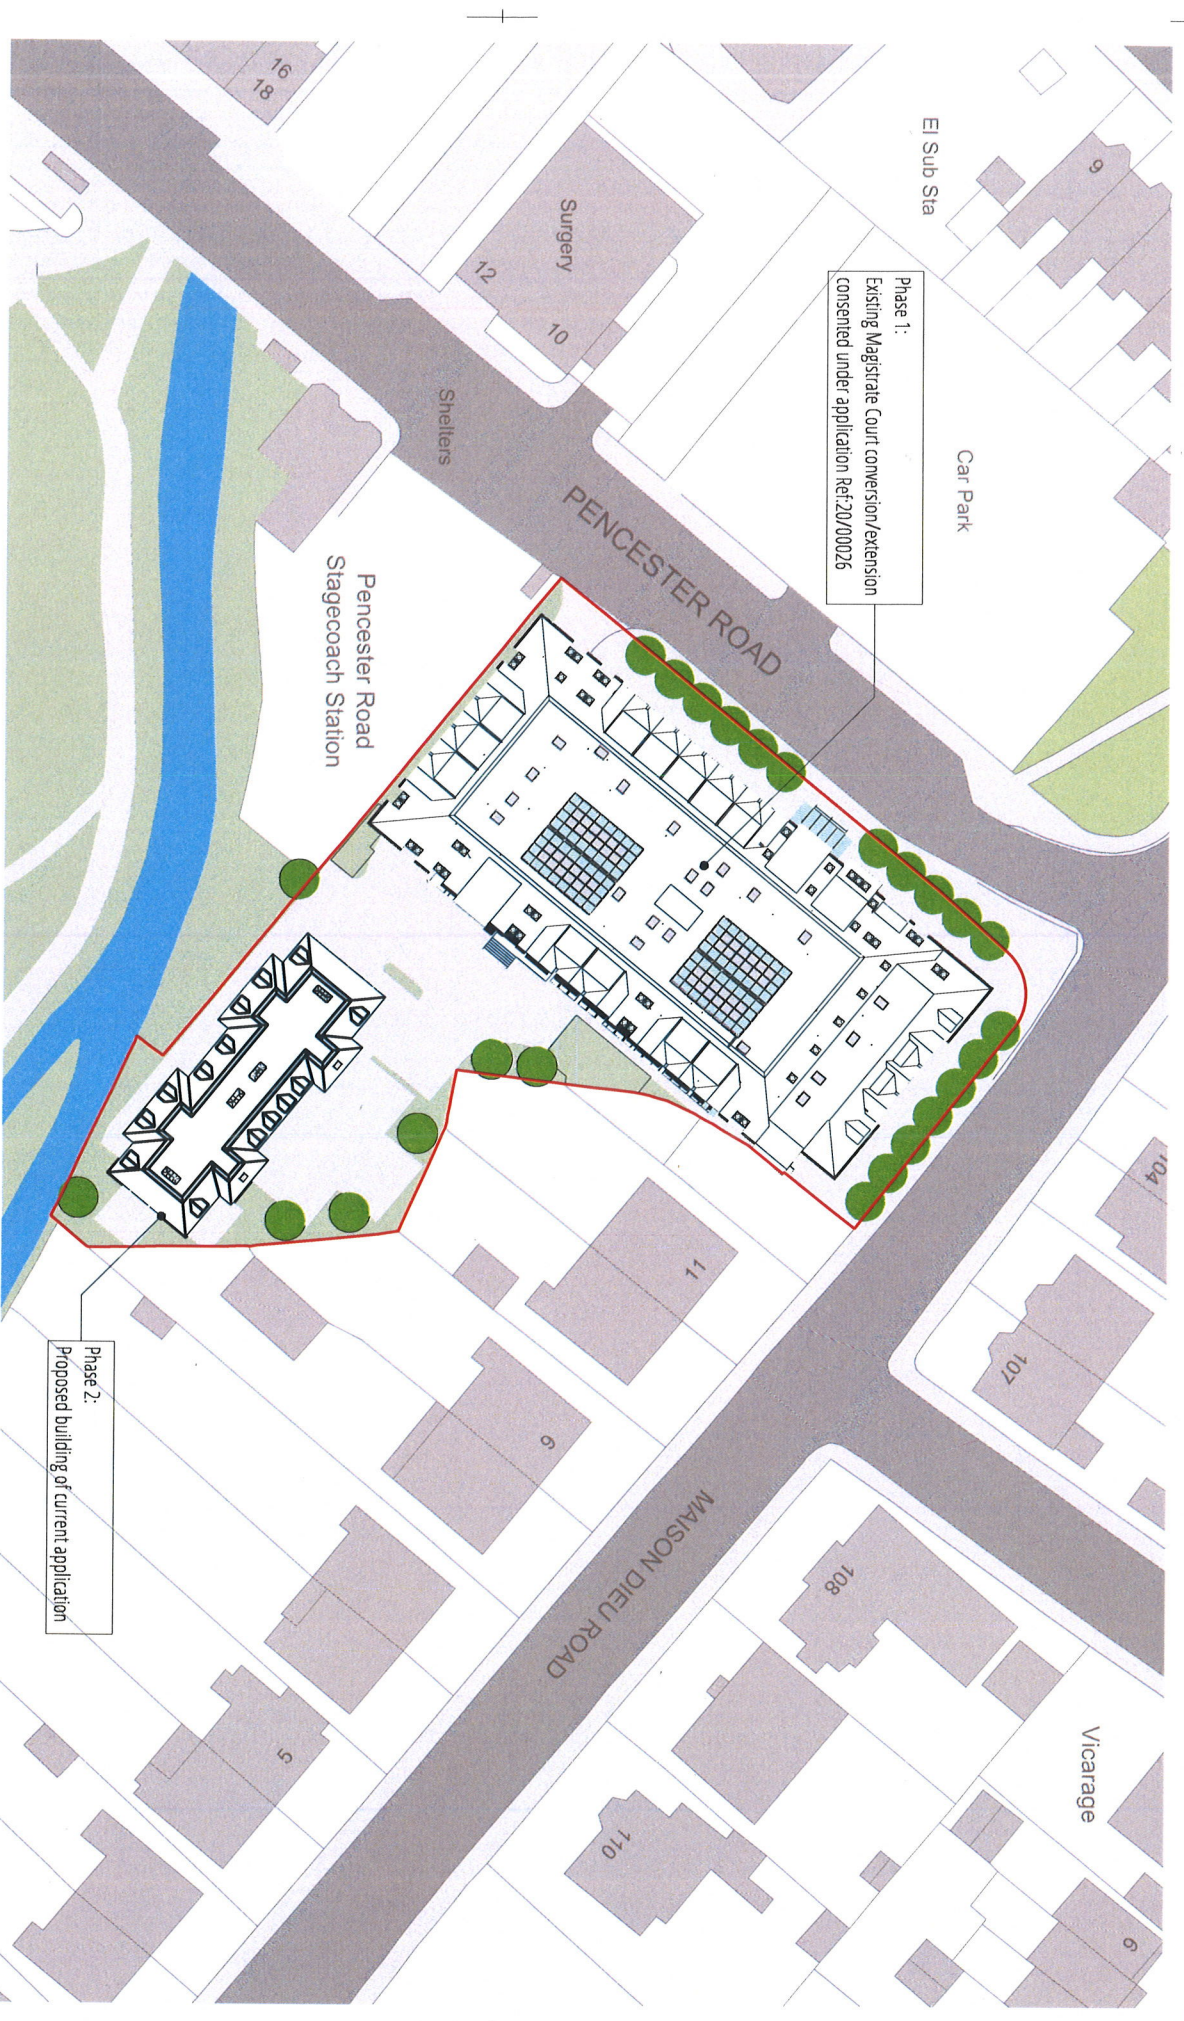 16
18
El Sub Sta
9
Surgery
12
10
Phase 1:
Existing Magistrate Court conversion/extension
consented under application Ref:20/00026
Car Park
Shelters
PENCESTER ROAD
Pencester Road
Stagecoach Station
104
107
11
9
Phase 2:
Proposed building of current application
MAISON DIEU ROAD
108
Vicarage
5
110